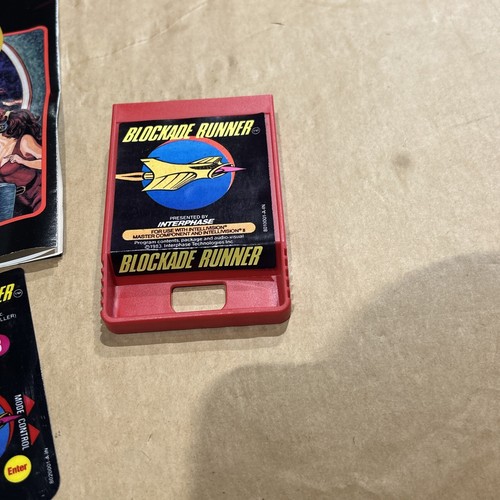 BLOCKADE RUNNER TM
PRESENTED BY
INTERPHASE
FOR USE WITH INTELLIVISION®
MASTER COMPONENT AND INTELLIVISION® II
Program contents, package and audio-visual
©1983 Interphase Technologies Inc.
BLOCKADE RUNNER
MODE CONTROL
Enter